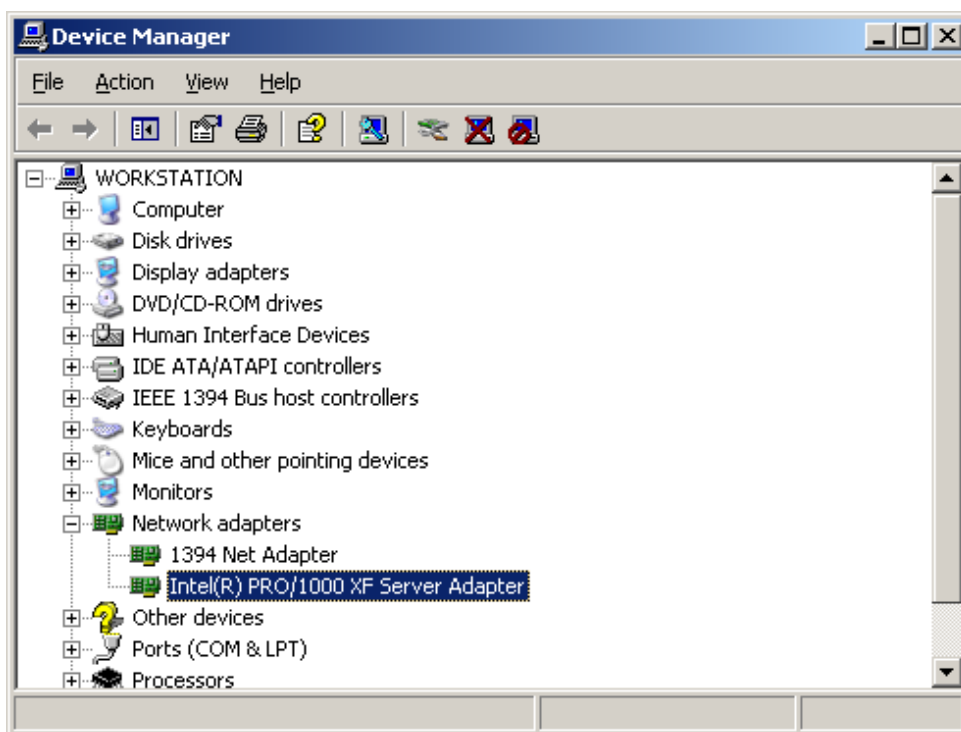 Device Manager
File Action View Help
WORKSTATION
Computer
Disk drives
Display adapters
DVD/CD-ROM drives
Human Interface Devices
IDE ATA/ATAPI controllers
IEEE 1394 Bus host controllers
Keyboards
Mice and other pointing devices
Monitors
Network adapters
1394 Net Adapter
Intel(R) PRO/1000 XF Server Adapter
Other devices
Ports (COM & LPT)
Processors